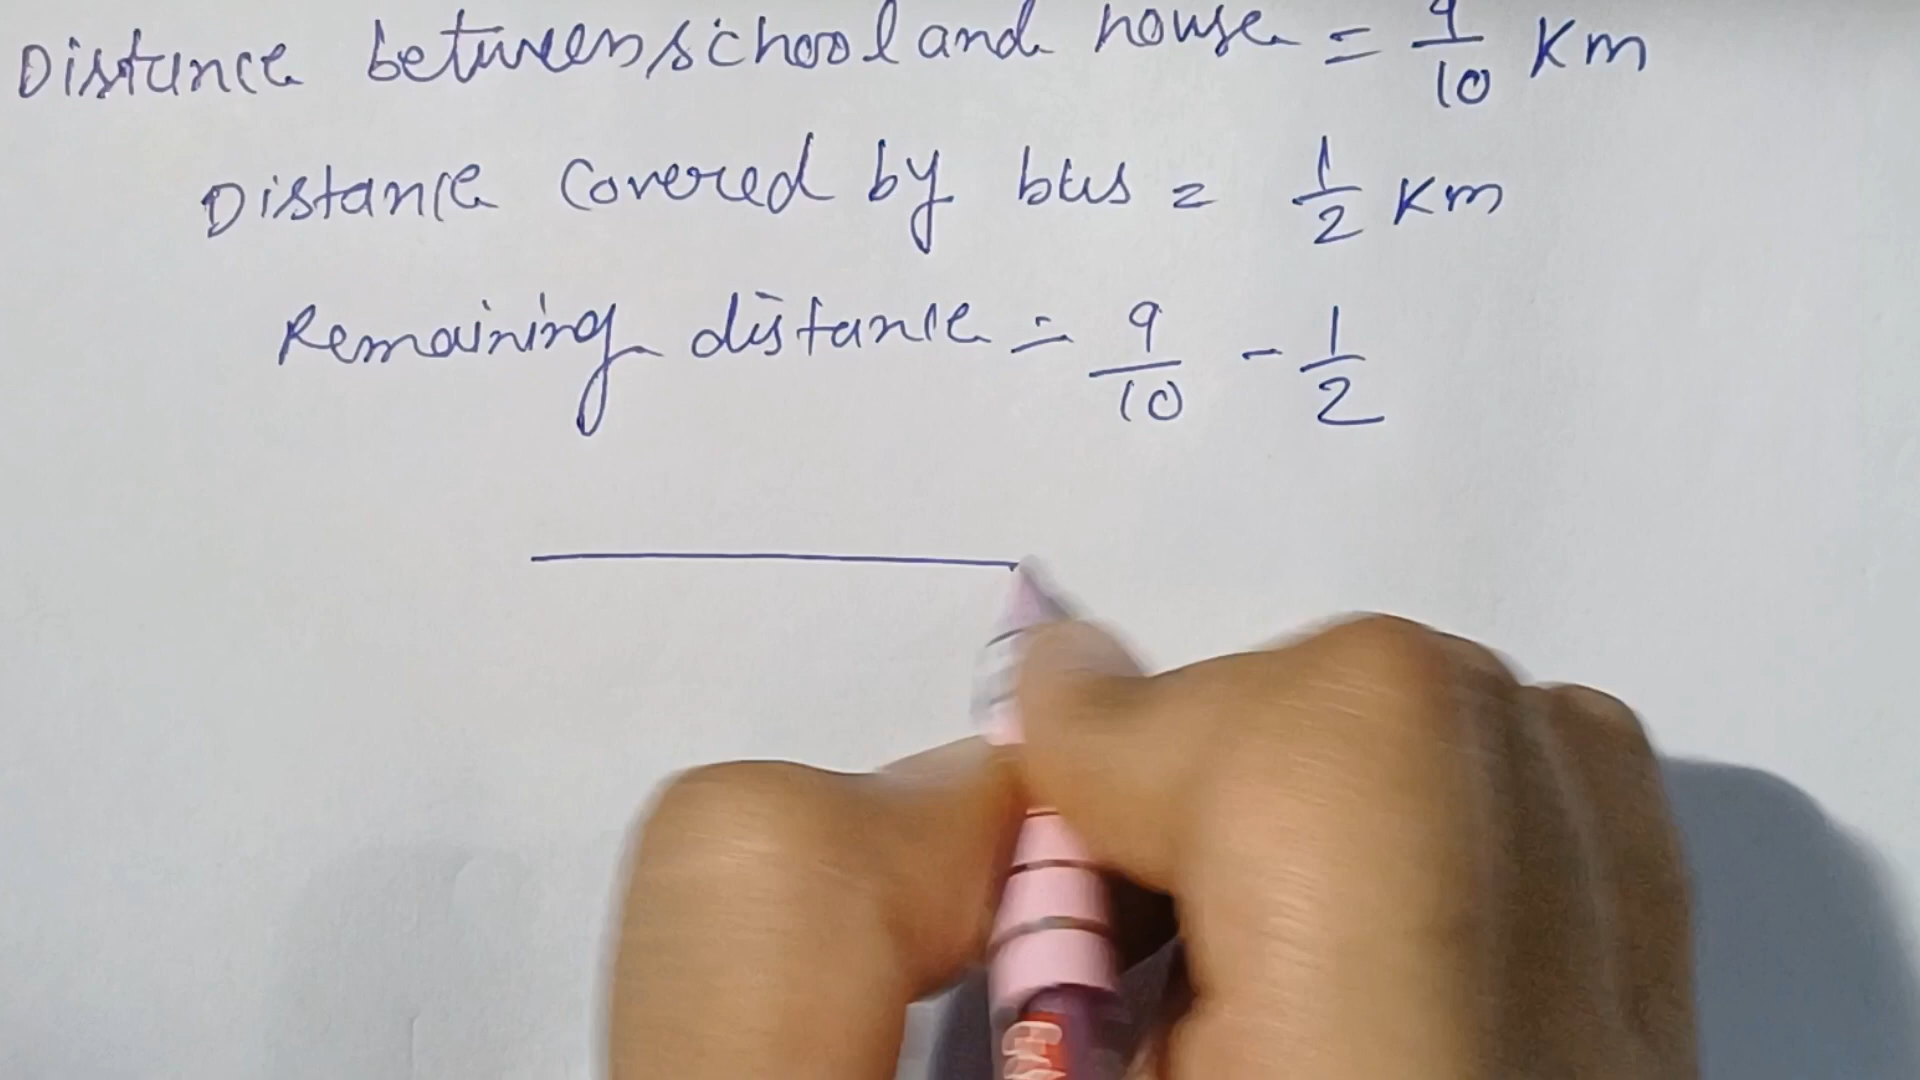 Distance between school and house = 9/10 Km
Distance covered by bus = 1/2 Km
Remaining distance = 9/10 - 1/2